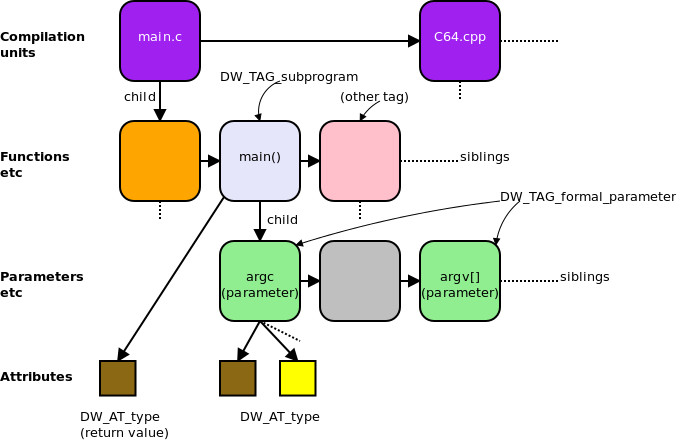 Compilation
units
main.c
C64.cpp
child
DW_TAG_subprogram
(other tag)
Functions
etc
main()
siblings
child
DW_TAG_formal_parameter
Parameters
etc
argc
(parameter)
argv[]
(parameter)
siblings
Attributes
DW_AT_type
(return value)
DW_AT_type